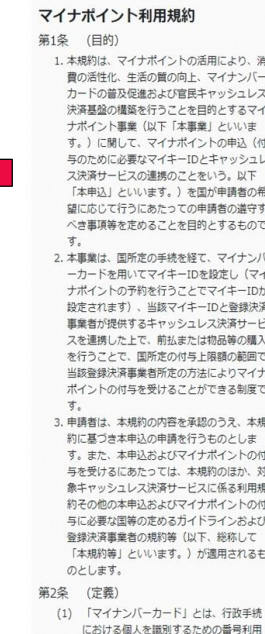 マイナポイント利用規約
第1条　(目的)
1. 本規約は、マイナポイントの活用により、消
費の活性化、生活の質の向上、マイナンバー
カードの普及促進および官民キャッシュレス
決済基盤の構築を行うことを目的とするマイ
ナポイント事業（以下「本事業」といいま
す。）に関して、マイナポイントの申込（付
与のために必要なマイキーIDとキャッシュレ
ス決済サービスの連携のことをいう。以下
「本申込」といいます。）を国が申請者の希
望に応じて行うにあたっての申請者の遵守す
べき事項等を定めることを目的とするもので
す。
2. 本事業は、国所定の手続を経て、マイナンバ
ーカードを用いてマイキーIDを設定し（マイ
ナポイントの予約を行うことでマイキーIDが
設定されます）、当該マイキーIDと登録決済
事業者が提供するキャッシュレス決済サービ
スを連携した上で、前払または物品等の購入
を行うことで、国所定の付与上限額の範囲で
当該登録決済事業者所定の方法によりマイナ
ポイントの付与を受けることができる制度で
す。
3. 申請者は、本規約の内容を承認のうえ、本規
約に基づき本申込の申請を行うものとしま
す。また、本申込およびマイナポイントの付
与を受けるにあたっては、本規約のほか、対
象キャッシュレス決済サービスに係る利用規
約その他の本申込およびマイナポイントの付
与に必要な国等の定めるガイドラインおよび
登録決済事業者の規約等（以下、総称して
「本規約等」といいます。）が適用されるも
のとします。
第2条　(定義)
(1) 「マイナンバーカード」とは、行政手続
における個人を識別するための番号利用